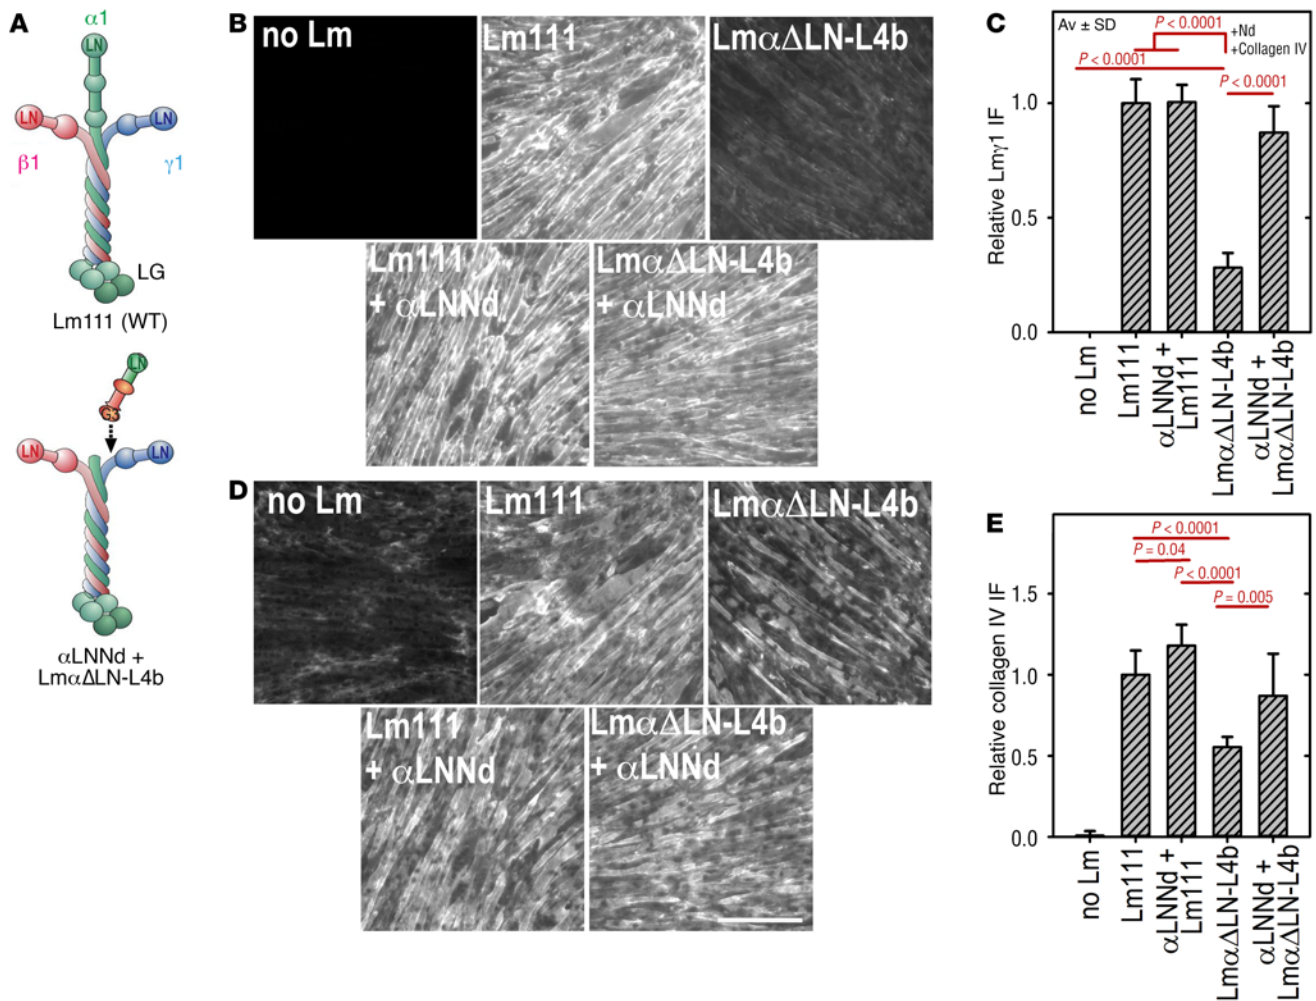 A
α1
LN
LN
LN
β1
γ1
LG
Lm111 (WT)
LN
G3
LN
LN
αLNNd +
LmαΔLN-L4b
B
no Lm
Lm111
LmαΔLN-L4b
Lm111
+ αLNNd
LmαΔLN-L4b
+ αLNNd
C
Av ± SD
P < 0.0001
+Nd
+Collagen IV
P < 0.0001
P < 0.0001
Relative Lmγ1 IF
1.0
0.5
0.0
no Lm
Lm111
αLNNd +
Lm111
LmαΔLN-L4b
αLNNd +
LmαΔLN-L4b
D
no Lm
Lm111
LmαΔLN-L4b
Lm111
+ αLNNd
LmαΔLN-L4b
+ αLNNd
E
P < 0.0001
P = 0.04
P < 0.0001
P = 0.005
Relative collagen IV IF
1.5
1.0
0.5
0.0
no Lm
Lm111
αLNNd +
Lm111
LmαΔLN-L4b
αLNNd +
LmαΔLN-L4b